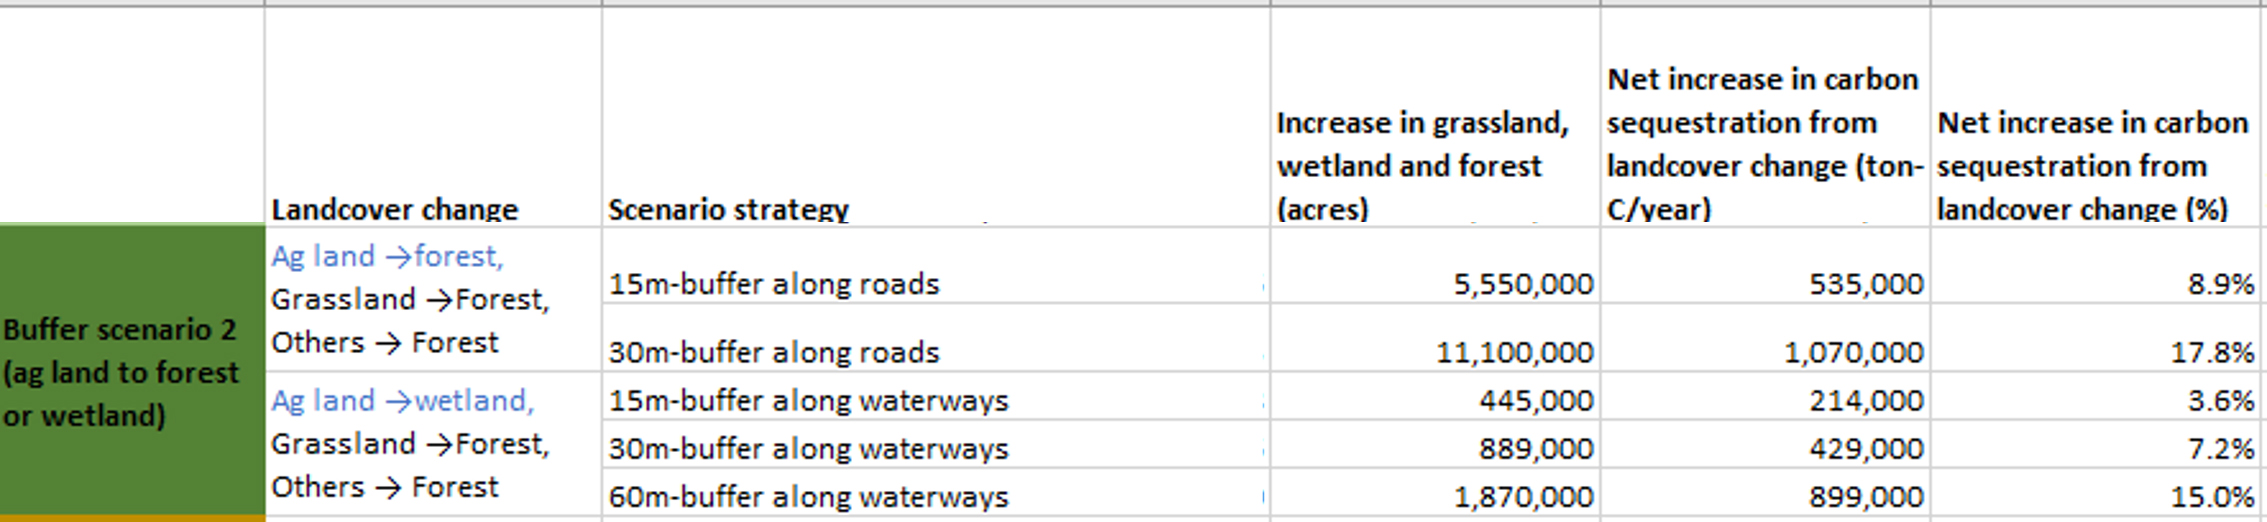 Landcover change
Scenario strategy
Increase in grassland,
wetland and forest
(acres)
Net increase in carbon
sequestration from
landcover change (ton-
C/year)
Net increase in carbon
sequestration from
landcover change (%)
Buffer scenario 2
(ag land to forest
or wetland)
Ag land →forest,
Grassland →Forest,
Others → Forest
15m-buffer along roads 5,550,000 535,000 8.9%
30m-buffer along roads 11,100,000 1,070,000 17.8%
Ag land →wetland,
Grassland →Forest,
Others → Forest
15m-buffer along waterways 445,000 214,000 3.6%
30m-buffer along waterways 889,000 429,000 7.2%
60m-buffer along waterways 1,870,000 899,000 15.0%